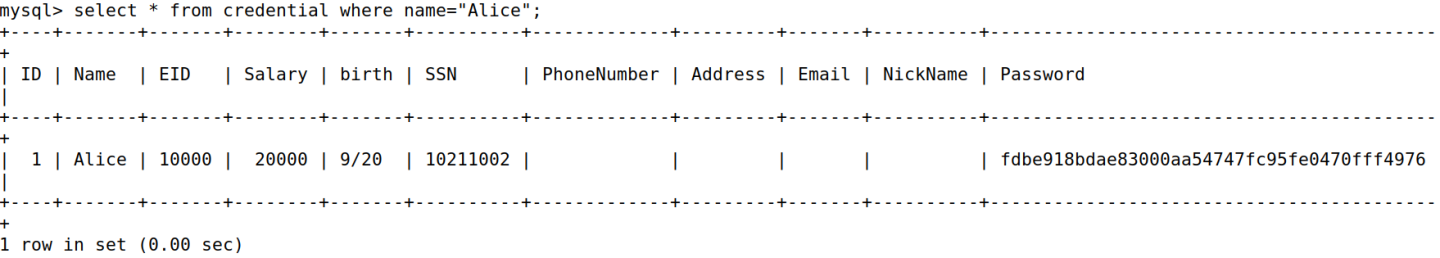 mysql> select * from credential where name="Alice";
+----+-------+-------+--------+-------+----------+-------------+---------+-------+----------+------------------------------------------
+
| ID | Name  | EID   | Salary | birth | SSN      | PhoneNumber | Address | Email | NickName | Password
|
+----+-------+-------+--------+-------+----------+-------------+---------+-------+----------+------------------------------------------
+
|  1 | Alice | 10000 |  20000 | 9/20  | 10211002 |             |         |       |          | fdbe918bdae83000aa54747fc95fe0470fff4976
|
+----+-------+-------+--------+-------+----------+-------------+---------+-------+----------+------------------------------------------
+
1 row in set (0.00 sec)